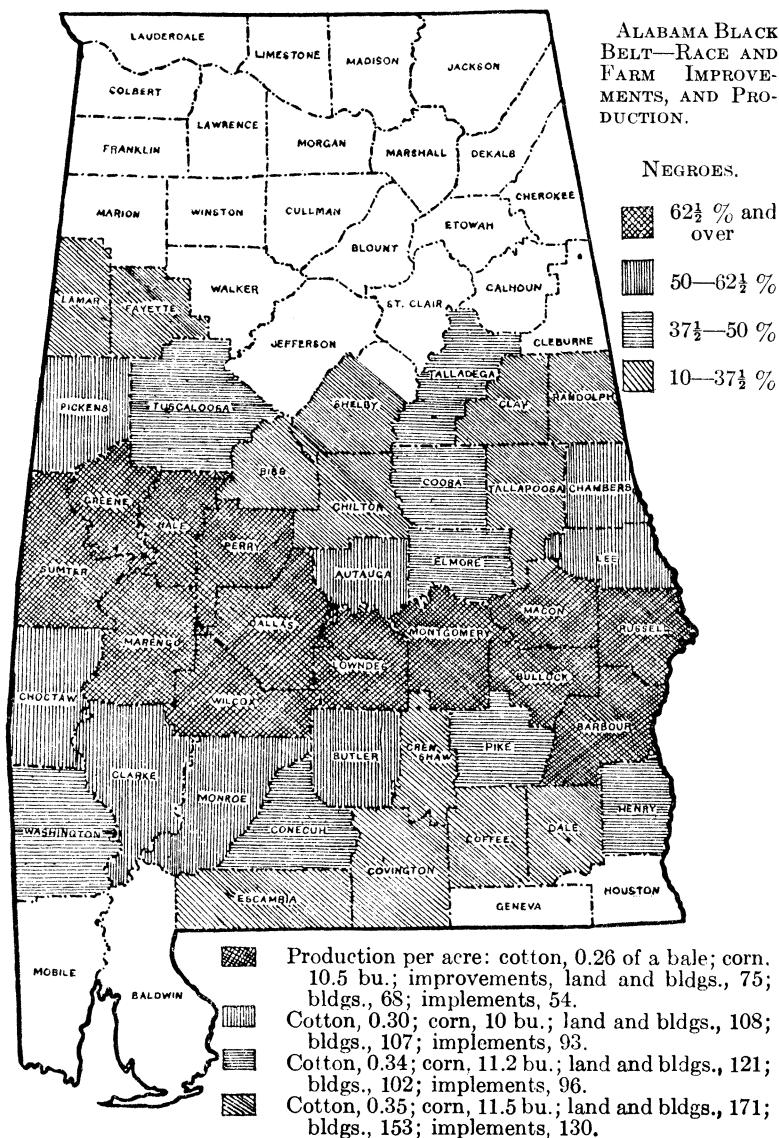 ALABAMA BLACK
BELT—RACE AND
FARM IMPROVE-
MENTS, AND PRO-
DUCTION.
NEGROES.
62½ % and
over
50—62½ %
37½—50 %
10—37½ %
LAUDERDALE
LIMESTONE
MADISON
JACKSON
COLBERT
LAWRENCE
MORGAN
MARSHALL
DEKALB
FRANKLIN
CHEROKEE
MARION
WINSTON
CULLMAN
ETOWAH
BLOUNT
LAMAR
FAYETTE
WALKER
ST. CLAIR
CALHOUN
JEFFERSON
CLEBURNE
TALLADEGA
PICKENS
TUSCALOOSA
SHELBY
CLAY
RANDOLPH
BIBB
COOSA
TALLAPOOSA
CHAMBERS
GREENE
HALE
CHILTON
PERRY
ELMORE
LEE
SUMTER
AUTAUGA
MACON
DALLAS
MONTGOMERY
RUSSEL
MARENGO
LOWNDES
BULLOCK
CHOCTAW
WILCOX
BARBOUR
CREN
SHAW
PIKE
BUTLER
CLARKE
MONROE
HENRY
WASHINGTON
CONECUH
COFFEE
DALE
COVINGTON
ESCAMBIA
GENEVA
HOUSTON
MOBILE
BALDWIN
Production per acre: cotton, 0.26 of a bale; corn.
10.5 bu.; improvements, land and bldgs., 75;
bldgs., 68; implements, 54.
Cotton, 0.30; corn, 10 bu.; land and bldgs., 108;
bldgs., 107; implements, 93.
Cotton, 0.34; corn, 11.2 bu.; land and bldgs., 121;
bldgs., 102; implements, 96.
Cotton, 0.35; corn, 11.5 bu.; land and bldgs., 171;
bldgs., 153; implements, 130.